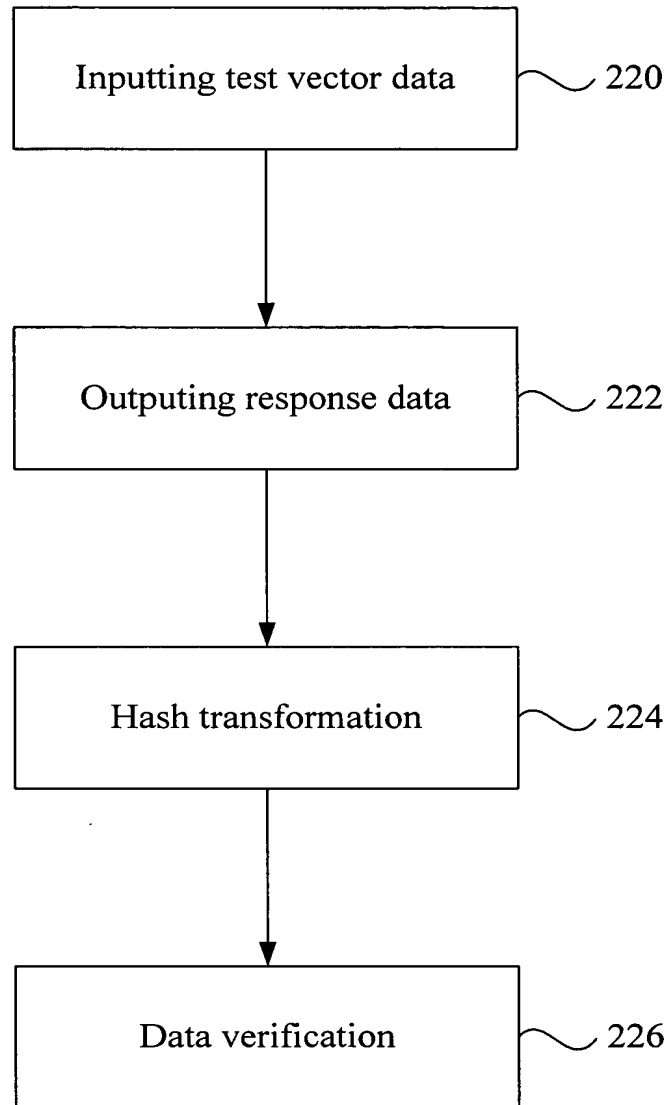 Inputting test vector data 220
Outputing response data 222
Hash transformation 224
Data verification 226